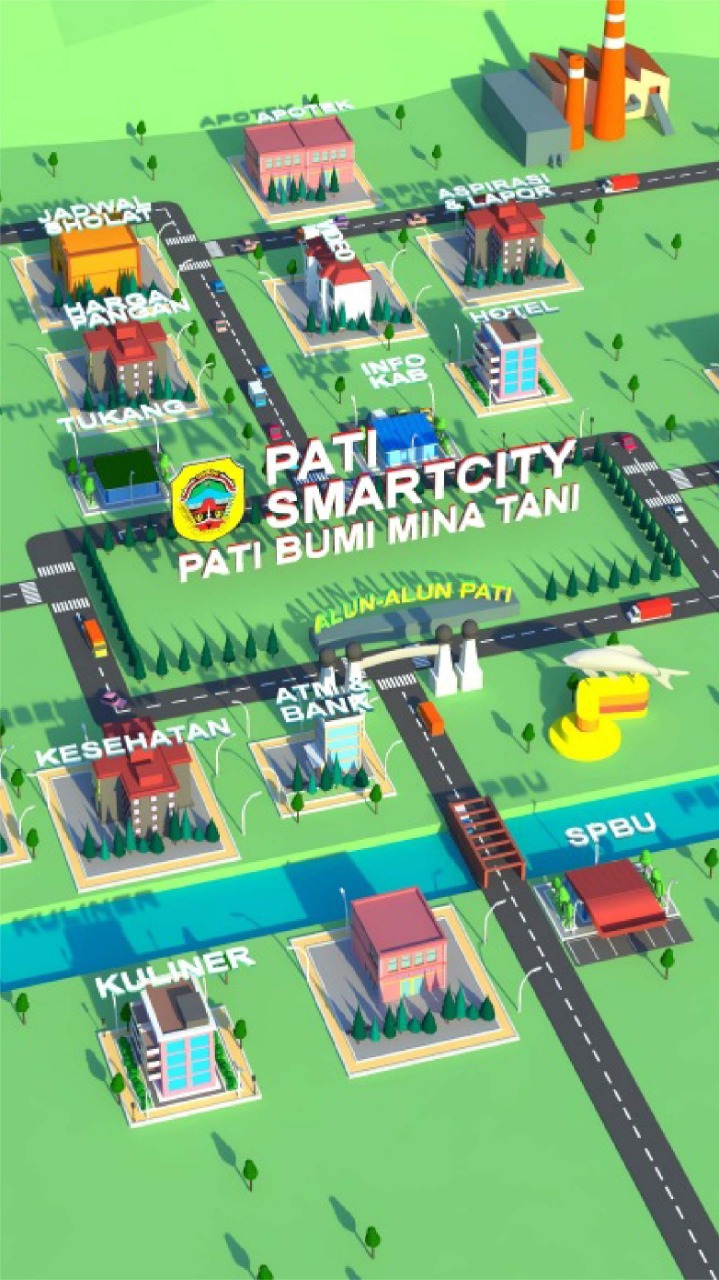 APOTEK
ASPIRASI
& LAPOR
JADWAL
SHOLAT
VIDEO
HARGA
PANGAN
HOTEL
INFO
KAB
TUKANG
PATI
SMARTCITY
PATI BUMI MINA TANI
ALUN-ALUN PATI
ATM &
BANK
KESEHATAN
SPBU
KULINER